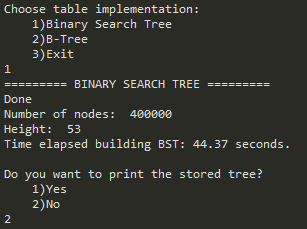 Choose table implementation:
    1)Binary Search Tree
    2)B-Tree
    3)Exit
1
========= BINARY SEARCH TREE =========
Done
Number of nodes:  400000
Height:  53
Time elapsed building BST: 44.37 seconds.

Do you want to print the stored tree?
    1)Yes
    2)No
2